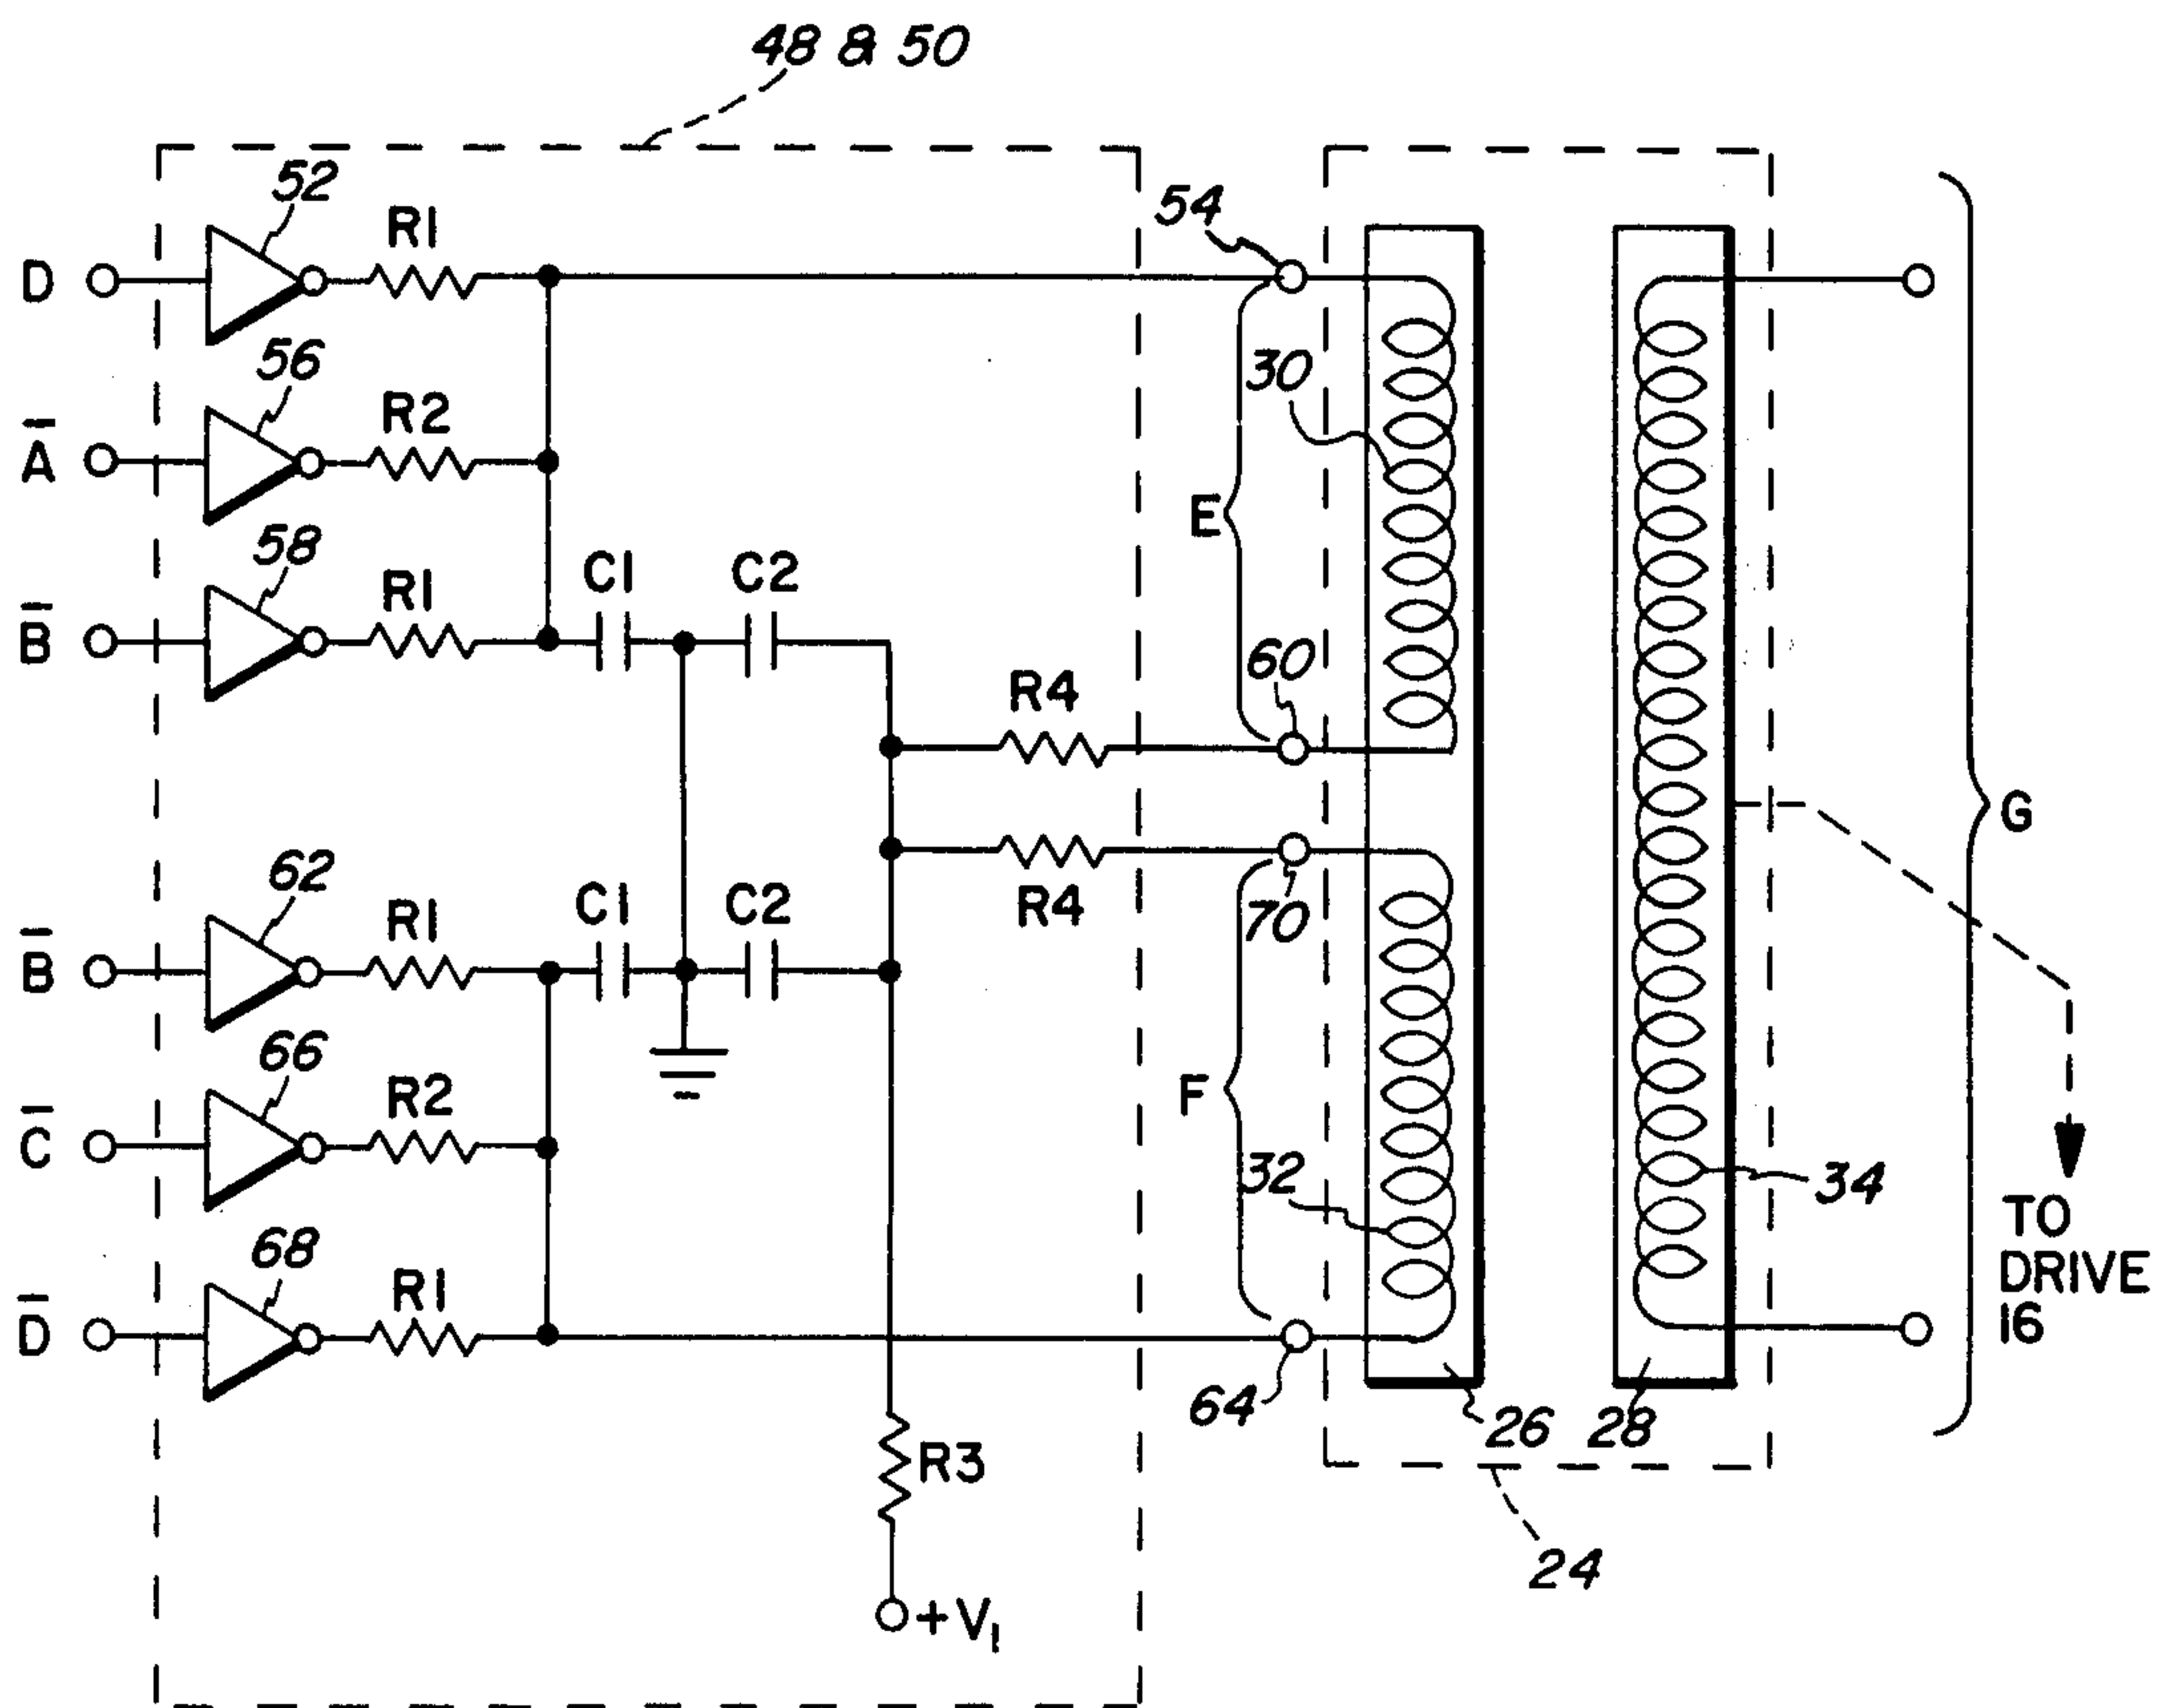 48 & 50
52
R1
54
D
56
R2
A̅
30
58
R1
C1
C2
E
B̅
60
R4
G
62
R1
C1
C2
R4
70
B̅
66
R2
F
C̅
32
34
68
R1
D̅
TO
DRIVE
16
64
26
28
R3
24
+V₁